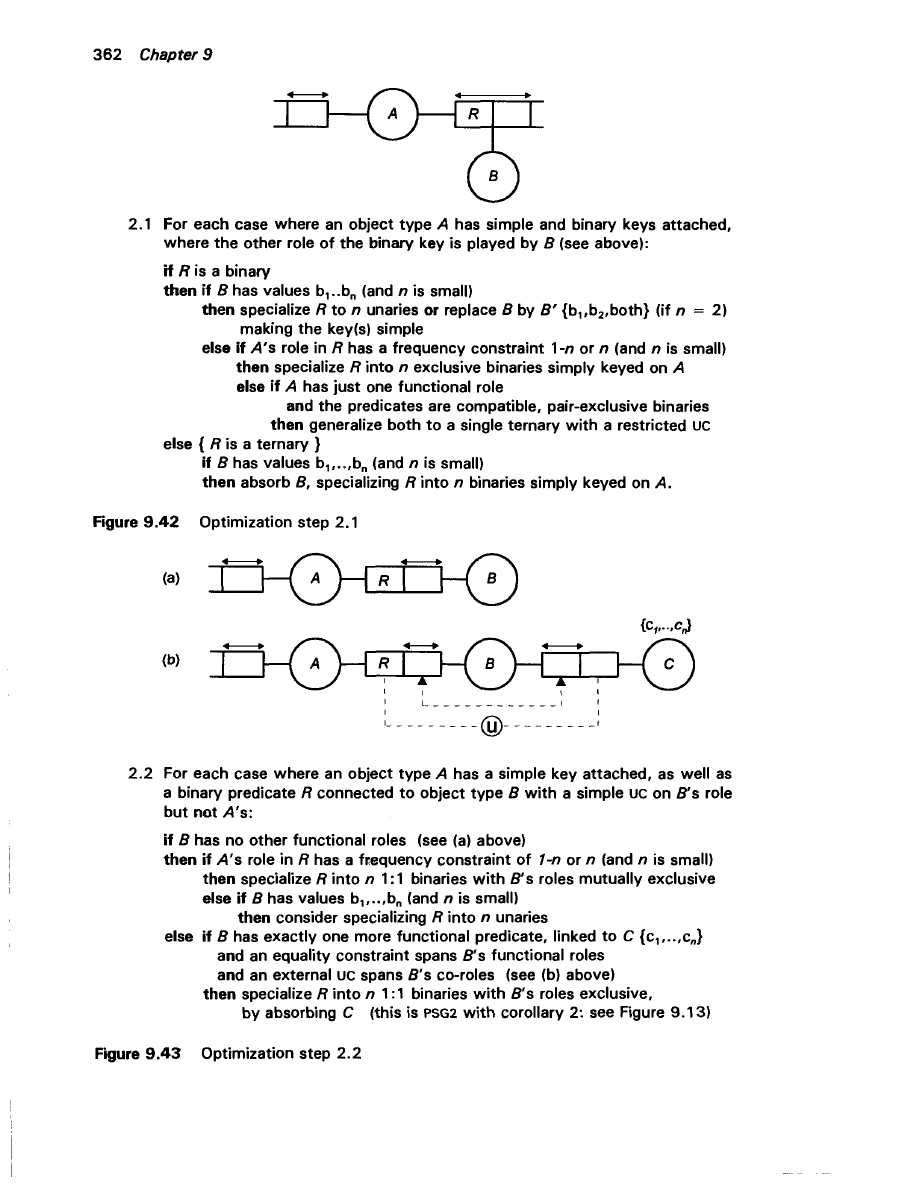 362 Chapter 9
A
R
B
2.1 For each case where an object type A has simple and binary keys attached,
where the other role of the binary key is played by B (see above):
if R is a binary
then if B has values b₁..bₙ (and n is small)
then specialize R to n unaries or replace B by B' {b₁,b₂,both} (if n = 2)
making the key(s) simple
else if A's role in R has a frequency constraint 1-n or n (and n is small)
then specialize R into n exclusive binaries simply keyed on A
else if A has just one functional role
and the predicates are compatible, pair-exclusive binaries
then generalize both to a single ternary with a restricted UC
else { R is a ternary }
if B has values b₁,..,bₙ (and n is small)
then absorb B, specializing R into n binaries simply keyed on A.
Figure 9.42 Optimization step 2.1
(a) A R B
{c₁,..,cₙ}
(b) A R B C
U
2.2 For each case where an object type A has a simple key attached, as well as
a binary predicate R connected to object type B with a simple UC on B's role
but not A's:
if B has no other functional roles (see (a) above)
then if A's role in R has a frequency constraint of 1-n or n (and n is small)
then specialize R into n 1:1 binaries with B's roles mutually exclusive
else if B has values b₁,..,bₙ (and n is small)
then consider specializing R into n unaries
else if B has exactly one more functional predicate, linked to C {c₁,..,cₙ}
and an equality constraint spans B's functional roles
and an external UC spans B's co-roles (see (b) above)
then specialize R into n 1:1 binaries with B's roles exclusive,
by absorbing C (this is PSG2 with corollary 2: see Figure 9.13)
Figure 9.43 Optimization step 2.2